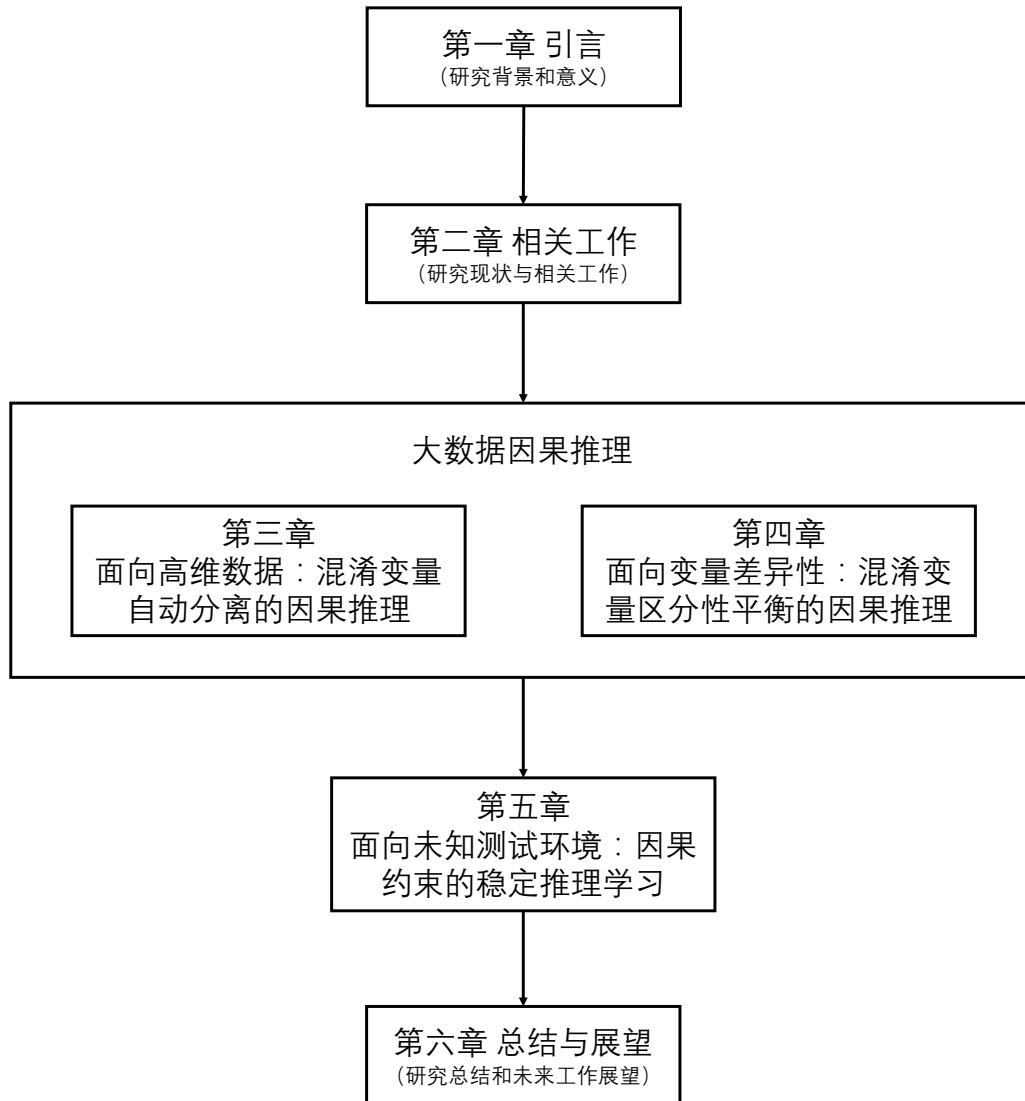 第一章 引言
（研究背景和意义）
第二章 相关工作
（研究现状与相关工作）
大数据因果推理
第三章
面向高维数据：混淆变量
自动分离的因果推理
第四章
面向变量差异性：混淆变
量区分性平衡的因果推理
第五章
面向未知测试环境：因果
约束的稳定推理学习
第六章 总结与展望
（研究总结和未来工作展望）